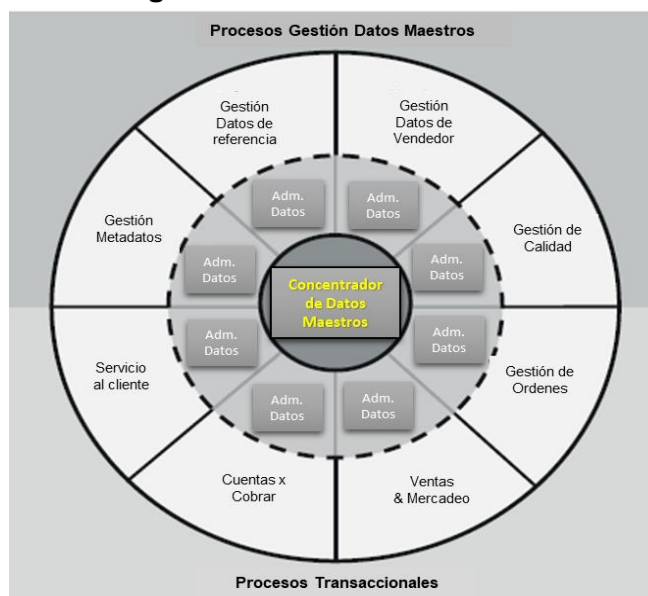 Procesos Gestión Datos Maestros
Gestión
Datos de
referencia
Gestión
Datos de
Vendedor
Gestión
Metadatos
Gestión de
Calidad
Adm.
Datos
Adm.
Datos
Adm.
Datos
Adm.
Datos
Concentrador
de Datos
Maestros
Adm.
Datos
Adm.
Datos
Adm.
Datos
Adm.
Datos
Servicio
al cliente
Gestión de
Ordenes
Cuentas x
Cobrar
Ventas
& Mercadeo
Procesos Transaccionales